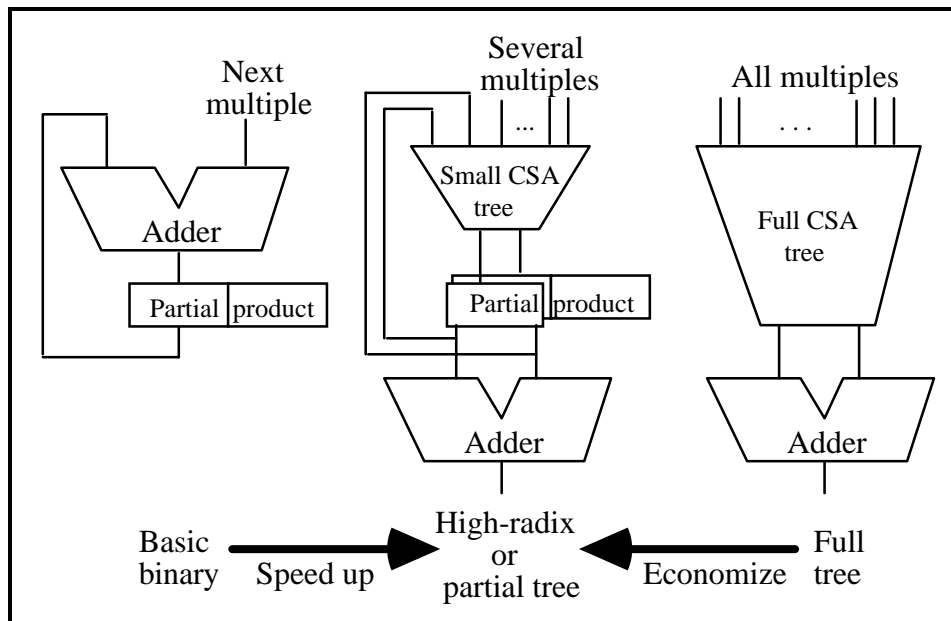 Next
multiple
Adder
Partial product
Several
multiples
...
Small CSA
tree
Partial product
Adder
All multiples
. . .
Full CSA
tree
Adder
Basic
binary
Speed up
High-radix
or
partial tree
Economize
Full
tree